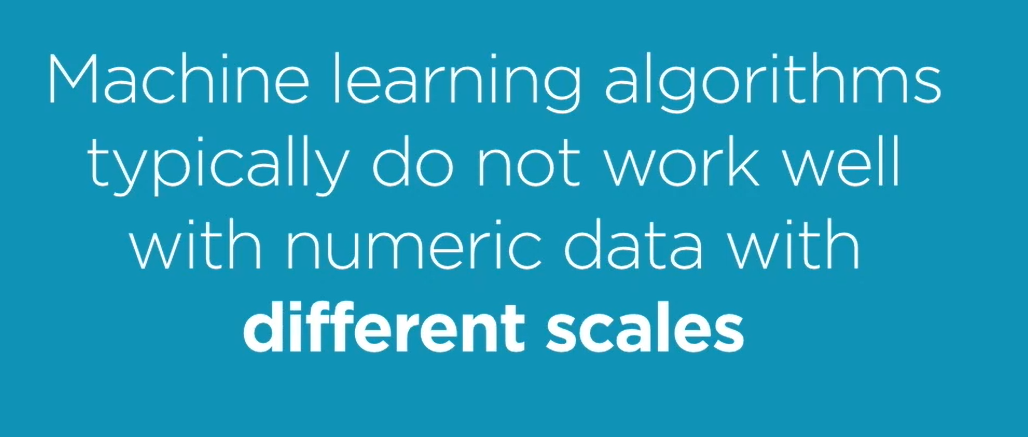 Machine learning algorithms
typically do not work well
with numeric data with
different scales